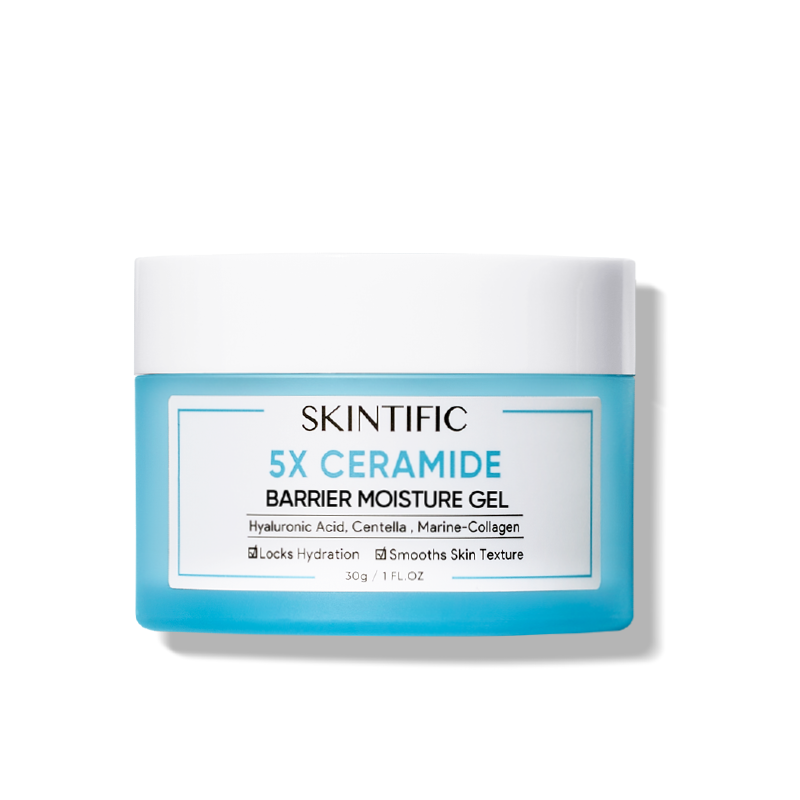 SKINTIFIC
5X CERAMIDE
BARRIER MOISTURE GEL
Hyaluronic Acid, Centella , Marine-Collagen
☑Locks Hydration ☑Smooths Skin Texture
30g / 1 FL.OZ